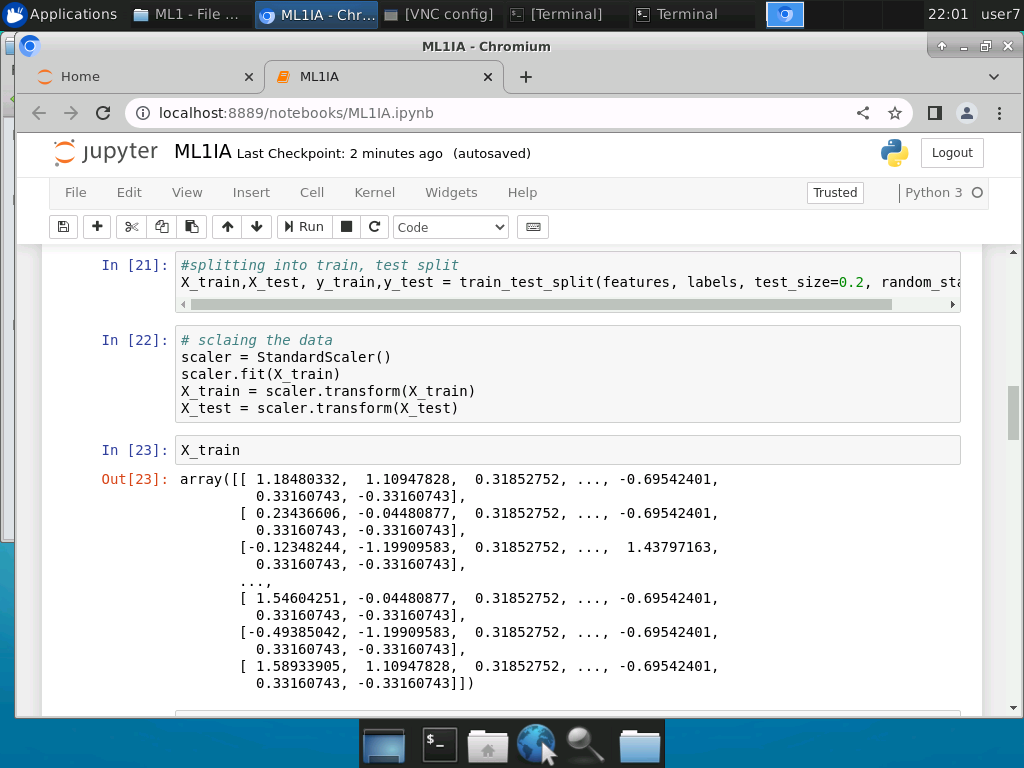 Applications ML1 - File ... ML1IA - Chr... [VNC config] [Terminal] Terminal 22:01 user7
ML1IA - Chromium
Home ML1IA
localhost:8889/notebooks/ML1IA.ipynb
jupyter ML1IA Last Checkpoint: 2 minutes ago (autosaved) Logout
File Edit View Insert Cell Kernel Widgets Help Trusted Python 3
Run Code
In [21]: #splitting into train, test split
X_train,X_test, y_train,y_test = train_test_split(features, labels, test_size=0.2, random_sta
In [22]: # sclaing the data
scaler = StandardScaler()
scaler.fit(X_train)
X_train = scaler.transform(X_train)
X_test = scaler.transform(X_test)
In [23]: X_train
Out[23]: array([[ 1.18480332, 1.10947828, 0.31852752, ..., -0.69542401,
0.33160743, -0.33160743],
[ 0.23436606, -0.04480877, 0.31852752, ..., -0.69542401,
0.33160743, -0.33160743],
[-0.12348244, -1.19909583, 0.31852752, ..., 1.43797163,
0.33160743, -0.33160743],
...,
[ 1.54604251, -0.04480877, 0.31852752, ..., -0.69542401,
0.33160743, -0.33160743],
[-0.49385042, -1.19909583, 0.31852752, ..., -0.69542401,
0.33160743, -0.33160743],
[ 1.58933905, 1.10947828, 0.31852752, ..., -0.69542401,
0.33160743, -0.33160743]])
$_